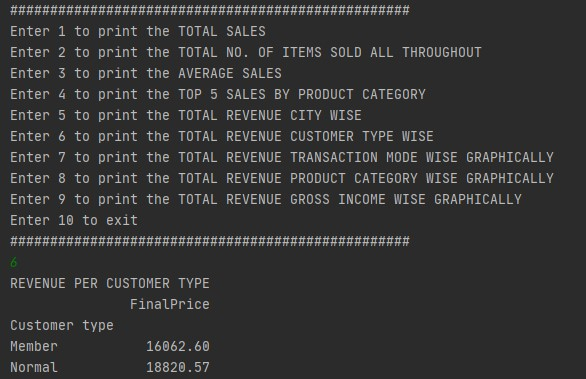 ##################################################
Enter 1 to print the TOTAL SALES
Enter 2 to print the TOTAL NO. OF ITEMS SOLD ALL THROUGHOUT
Enter 3 to print the AVERAGE SALES
Enter 4 to print the TOP 5 SALES BY PRODUCT CATEGORY
Enter 5 to print the TOTAL REVENUE CITY WISE
Enter 6 to print the TOTAL REVENUE CUSTOMER TYPE WISE
Enter 7 to print the TOTAL REVENUE TRANSACTION MODE WISE GRAPHICALLY
Enter 8 to print the TOTAL REVENUE PRODUCT CATEGORY WISE GRAPHICALLY
Enter 9 to print the TOTAL REVENUE GROSS INCOME WISE GRAPHICALLY
Enter 10 to exit
##################################################
6
REVENUE PER CUSTOMER TYPE
               FinalPrice
Customer type
Member           16062.60
Normal           18820.57